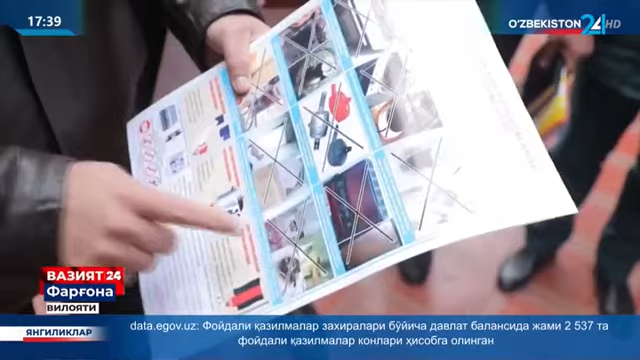 17:39
O'ZBEKISTON 24 HD
ВАЗИЯТ 24
Фарғона
ВИЛОЯТИ
ЯНГИЛИКЛАР
data.egov.uz: Фойдали қазилмалар захиралари бўйича давлат балансида жами 2 537 та
фойдали қазилмалар конлари ҳисобга олинган